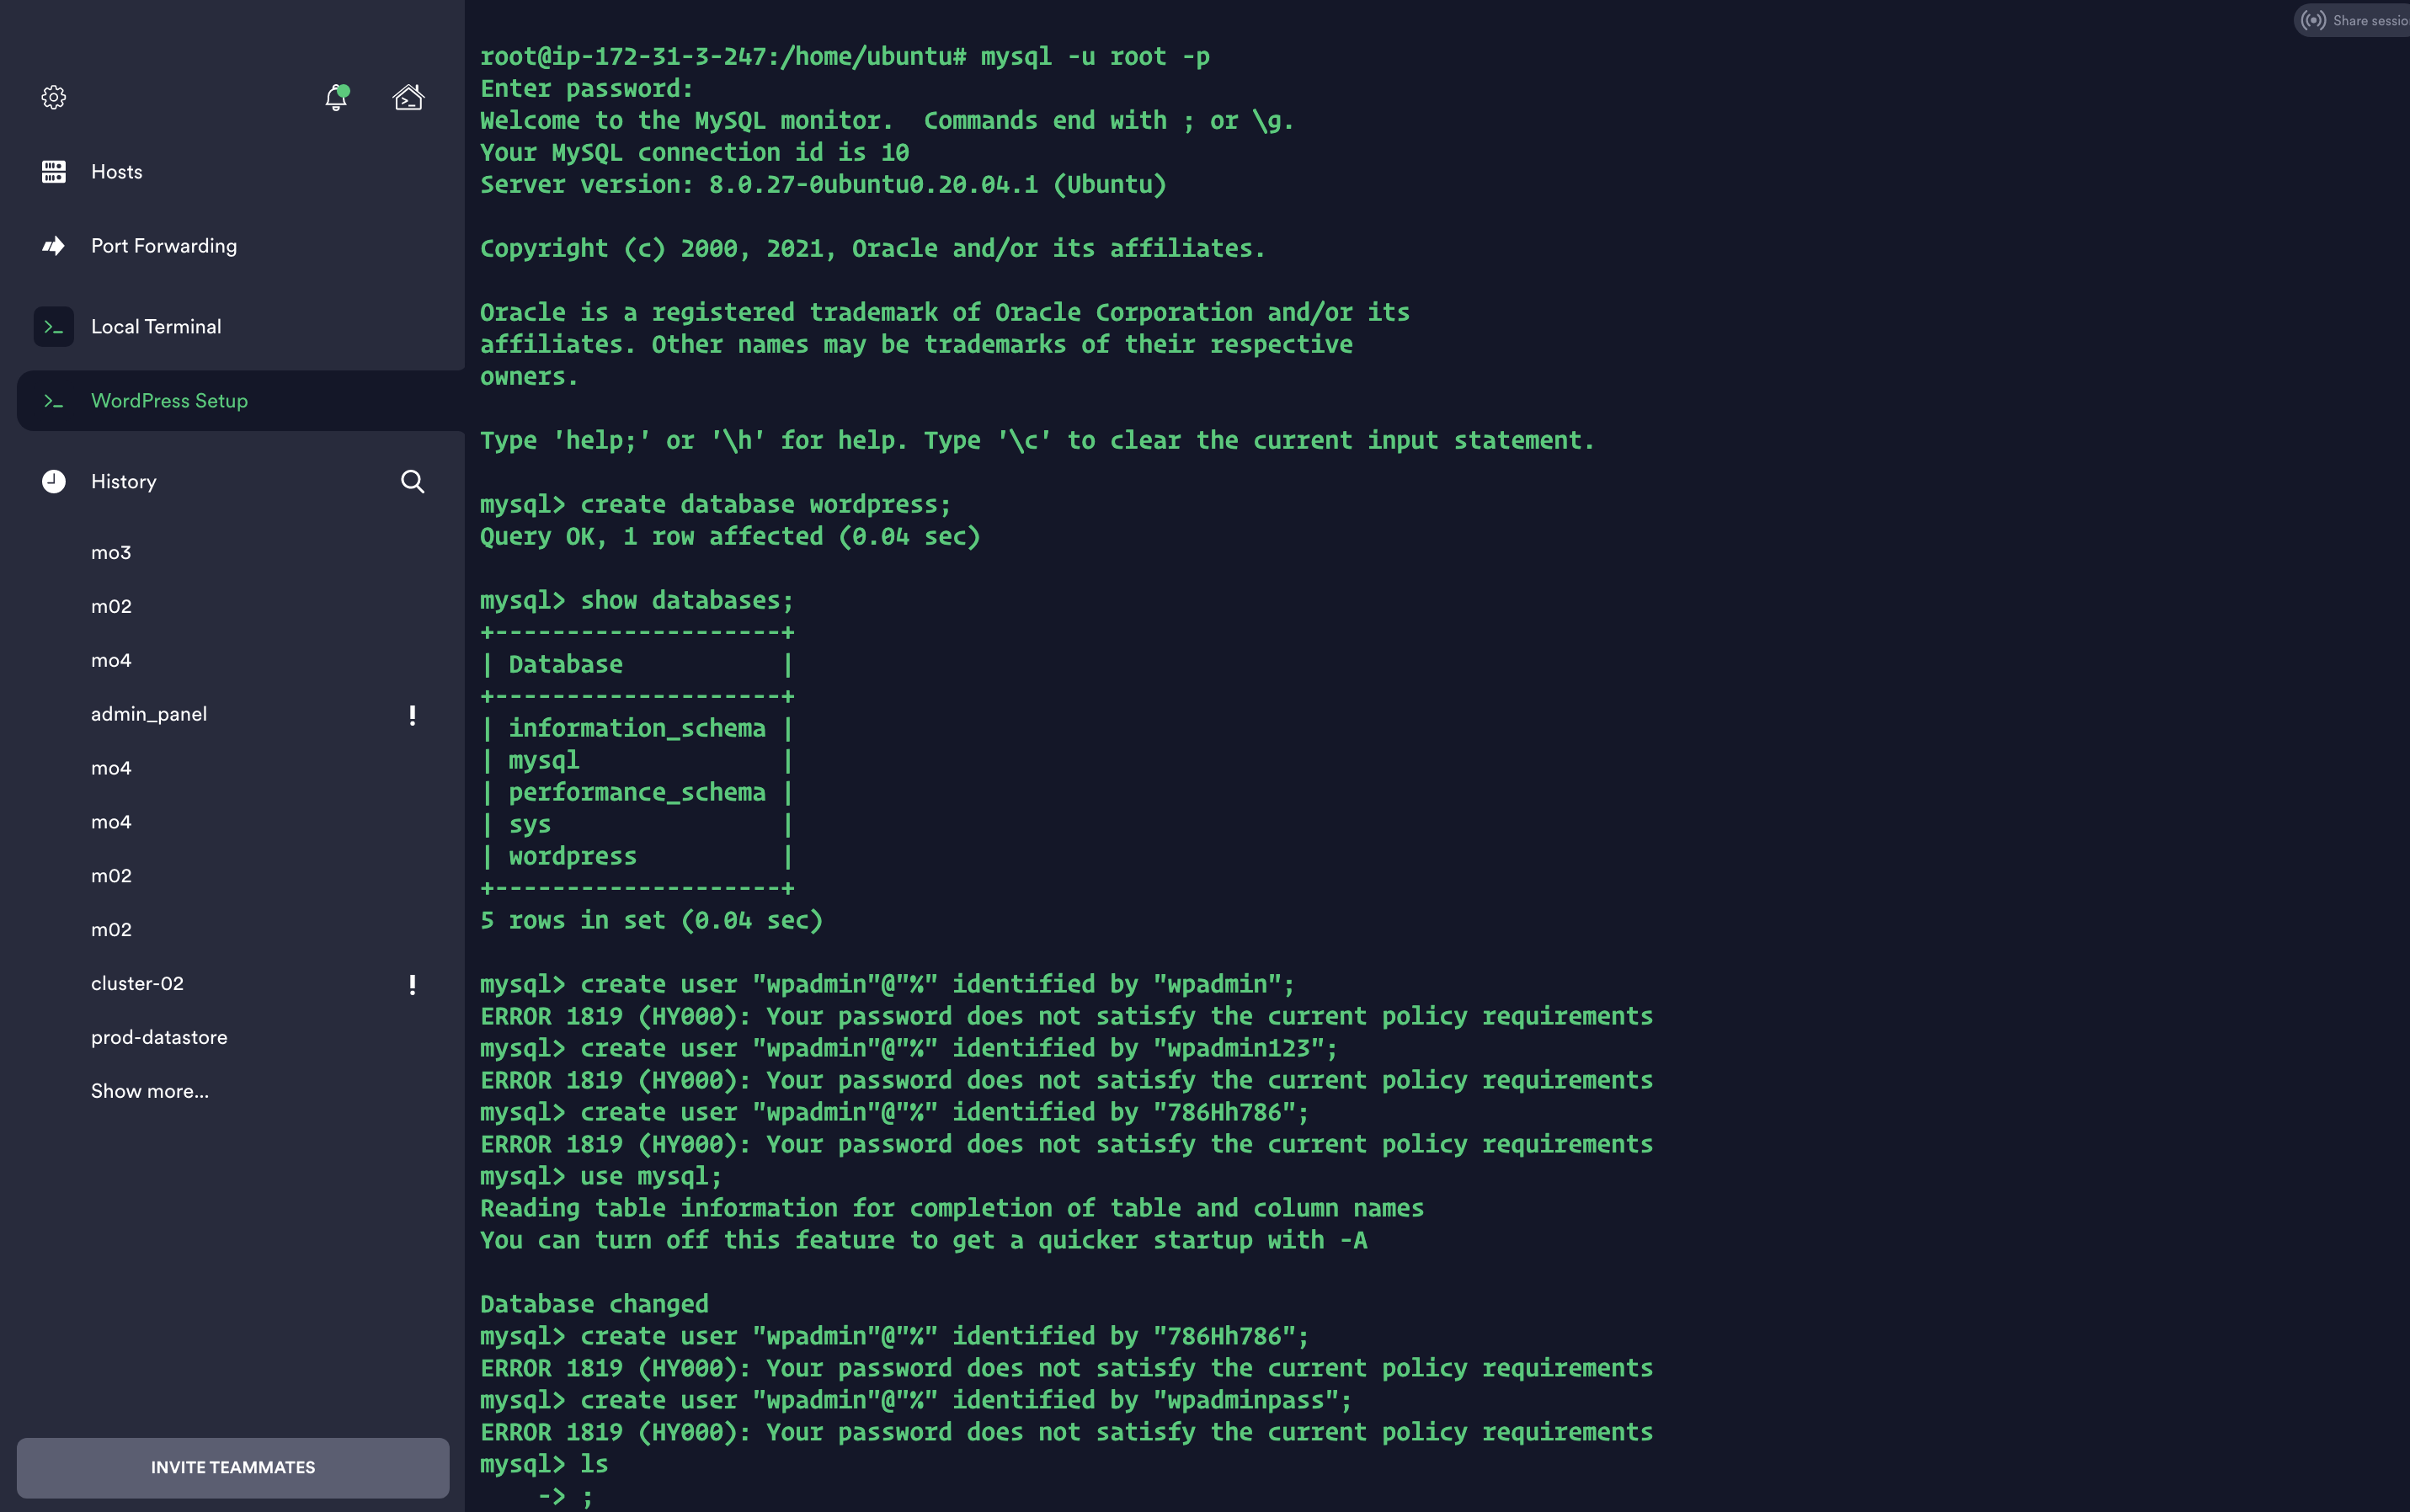 Share sessio
Hosts
Port Forwarding
Local Terminal
WordPress Setup
History
mo3
m02
mo4
admin_panel
mo4
mo4
m02
m02
cluster-02
prod-datastore
Show more...
INVITE TEAMMATES
root@ip-172-31-3-247:/home/ubuntu# mysql -u root -p
Enter password:
Welcome to the MySQL monitor.  Commands end with ; or \g.
Your MySQL connection id is 10
Server version: 8.0.27-0ubuntu0.20.04.1 (Ubuntu)
Copyright (c) 2000, 2021, Oracle and/or its affiliates.
Oracle is a registered trademark of Oracle Corporation and/or its
affiliates. Other names may be trademarks of their respective
owners.
Type 'help;' or '\h' for help. Type '\c' to clear the current input statement.
mysql> create database wordpress;
Query OK, 1 row affected (0.04 sec)
mysql> show databases;
+--------------------+
| Database           |
+--------------------+
| information_schema |
| mysql              |
| performance_schema |
| sys                |
| wordpress          |
+--------------------+
5 rows in set (0.04 sec)
mysql> create user "wpadmin"@"%" identified by "wpadmin";
ERROR 1819 (HY000): Your password does not satisfy the current policy requirements
mysql> create user "wpadmin"@"%" identified by "wpadmin123";
ERROR 1819 (HY000): Your password does not satisfy the current policy requirements
mysql> create user "wpadmin"@"%" identified by "786Hh786";
ERROR 1819 (HY000): Your password does not satisfy the current policy requirements
mysql> use mysql;
Reading table information for completion of table and column names
You can turn off this feature to get a quicker startup with -A
Database changed
mysql> create user "wpadmin"@"%" identified by "786Hh786";
ERROR 1819 (HY000): Your password does not satisfy the current policy requirements
mysql> create user "wpadmin"@"%" identified by "wpadminpass";
ERROR 1819 (HY000): Your password does not satisfy the current policy requirements
mysql> ls
    -> ;